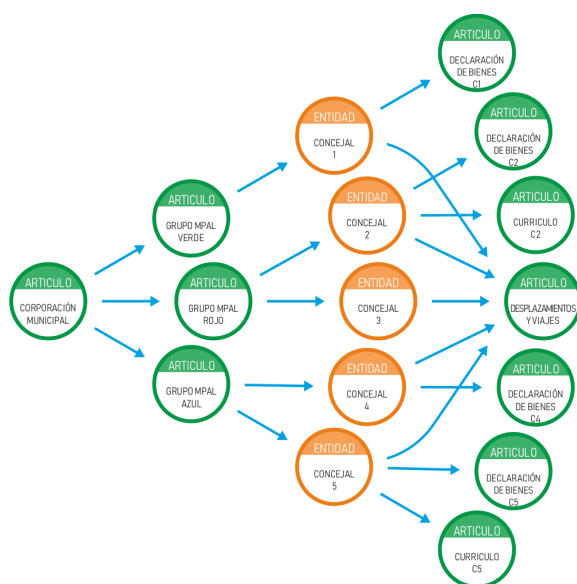 ARTICULO
DECLARACIÓN
DE BIENES
C1
ENTIDAD
CONCEJAL
1
ARTICULO
DECLARACIÓN
DE BIENES
C2
ARTICULO
GRUPO MPAL
VERDE
ENTIDAD
CONCEJAL
2
ARTICULO
CURRICULO
C2
ARTICULO
CORPORACIÓN
MUNICIPAL
ARTICULO
GRUPO MPAL
ROJO
ENTIDAD
CONCEJAL
3
ARTICULO
DESPLAZAMIENTOS
Y VIAJES
ARTICULO
GRUPO MPAL
AZUL
ENTIDAD
CONCEJAL
4
ARTICULO
DECLARACIÓN
DE BIENES
C4
ENTIDAD
CONCEJAL
5
ARTICULO
DECLARACIÓN
DE BIENES
C5
ARTICULO
CURRICULO
C5